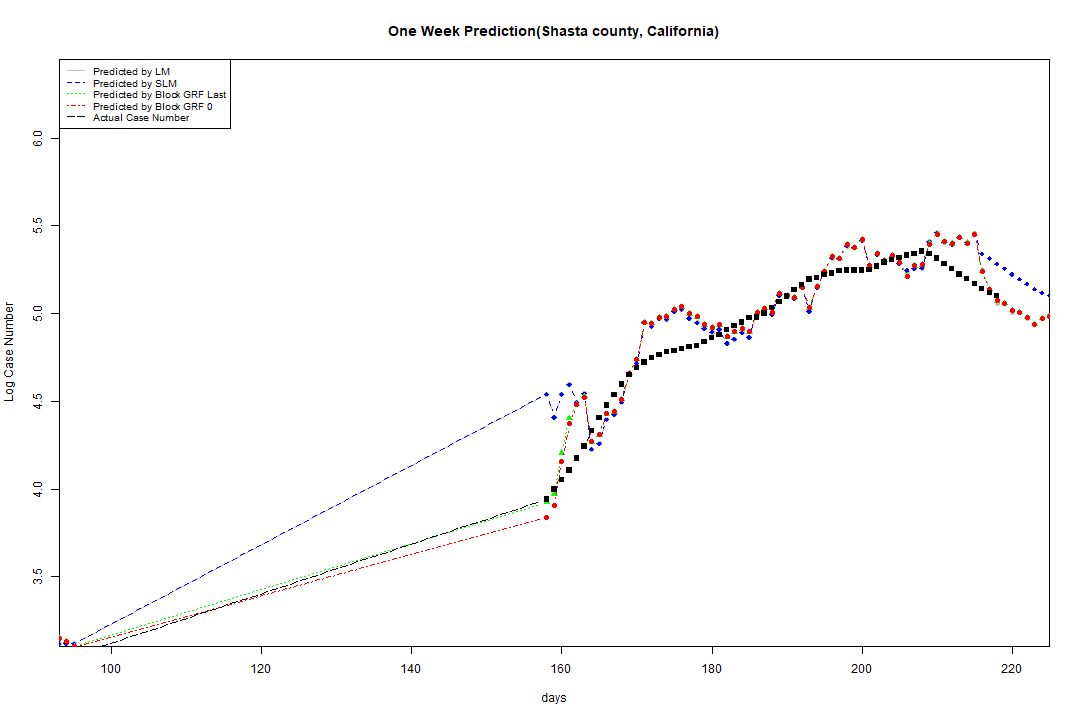 One Week Prediction(Shasta county, California)
Predicted by LM
Predicted by SLM
Predicted by Block GRF Last
Predicted by Block GRF 0
Actual Case Number
Log Case Number
6.0
5.5
5.0
4.5
4.0
3.5
100 120 140 160 180 200 220
days